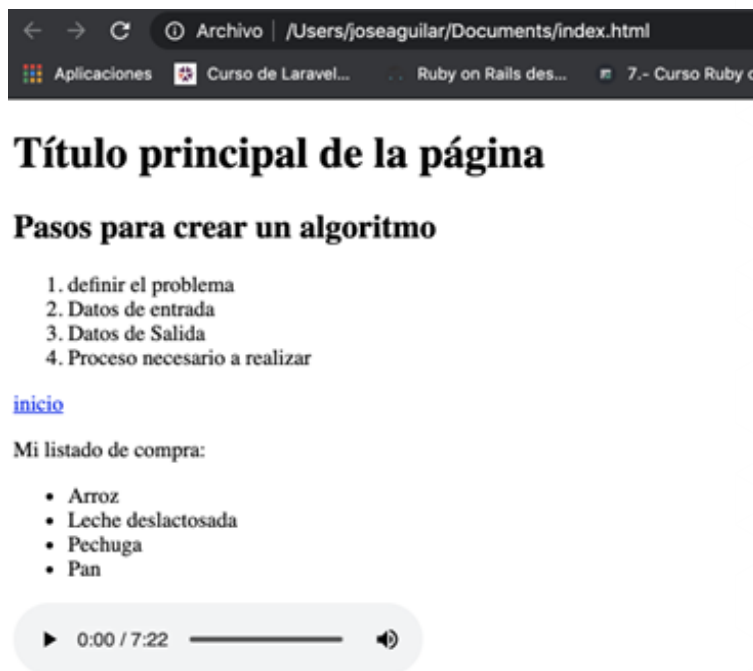 Archivo | /Users/joseaguilar/Documents/index.html
Aplicaciones Curso de Laravel... Ruby on Rails des... 7.- Curso Ruby
Título principal de la página
Pasos para crear un algoritmo
1. definir el problema
2. Datos de entrada
3. Datos de Salida
4. Proceso necesario a realizar
inicio
Mi listado de compra:
• Arroz
• Leche deslactosada
• Pechuga
• Pan
0:00 / 7:22